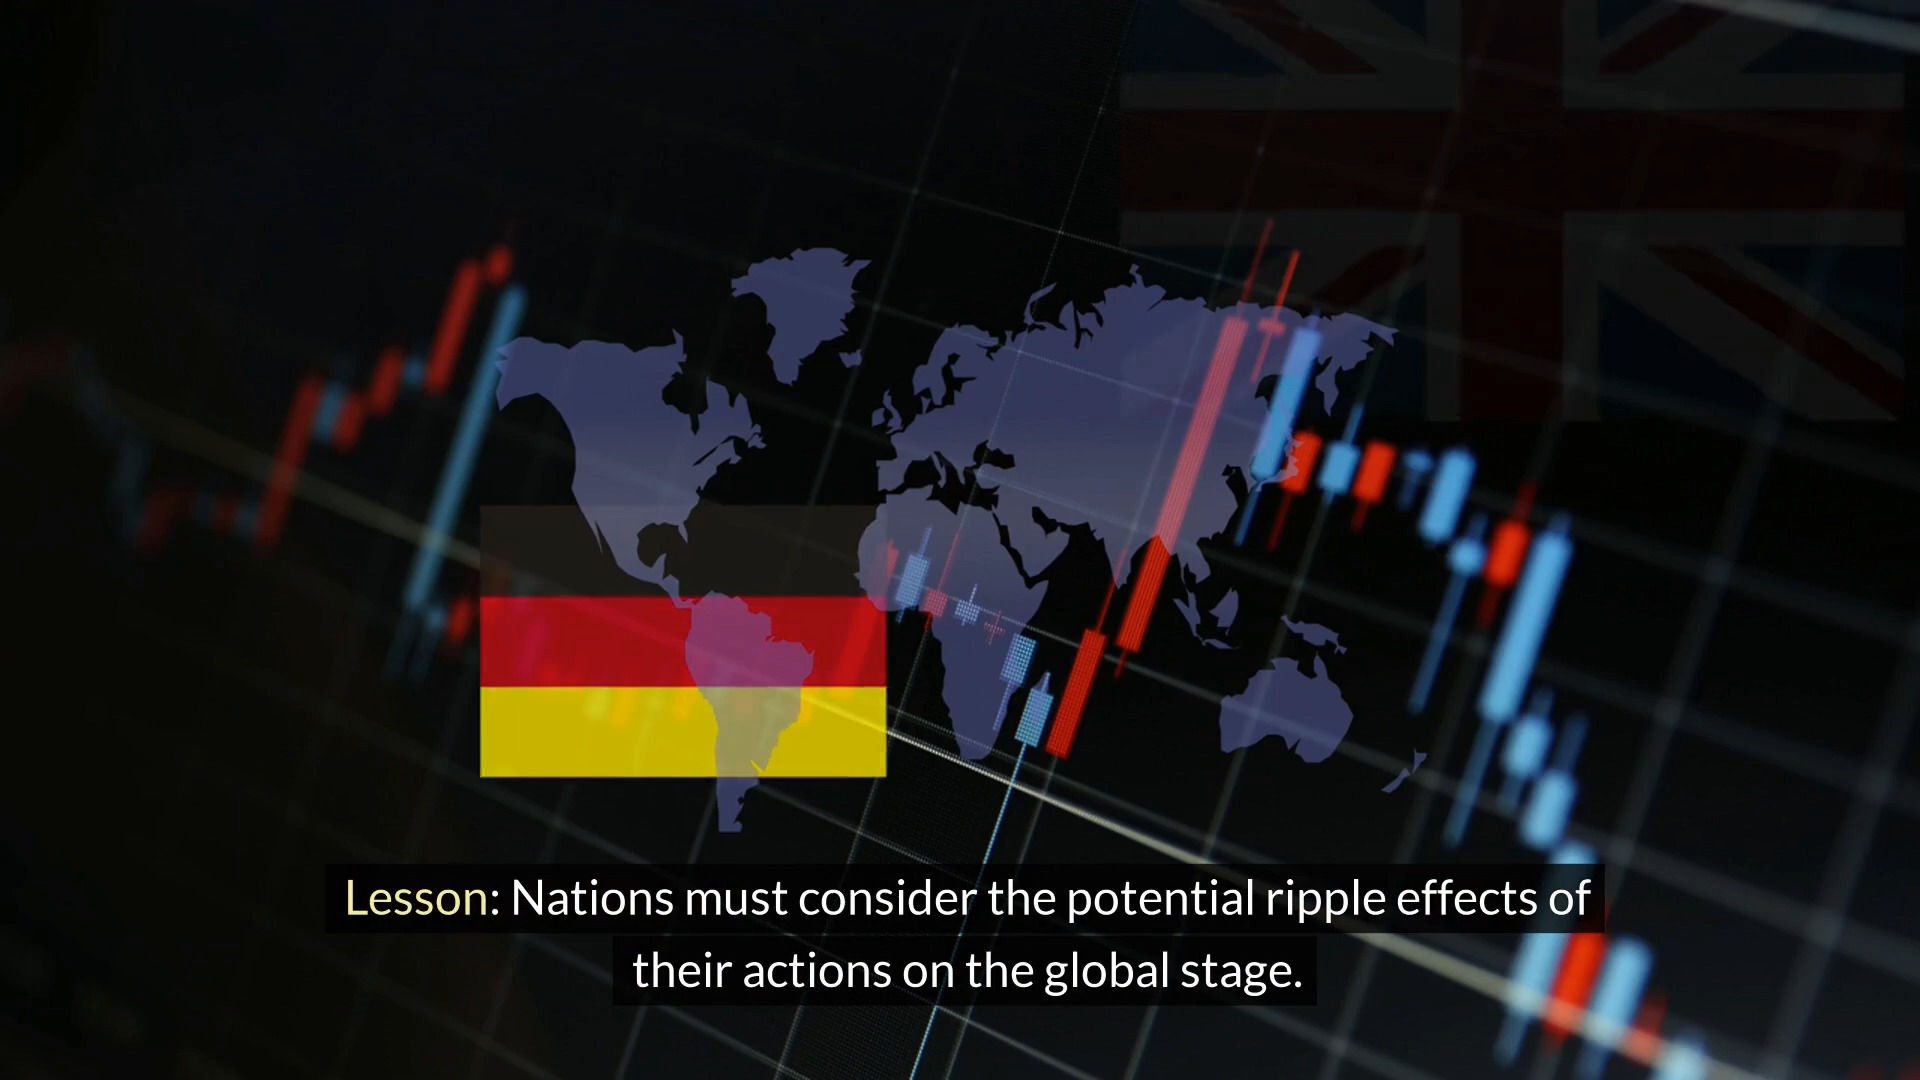 Lesson: Nations must consider the potential ripple effects of
their actions on the global stage.